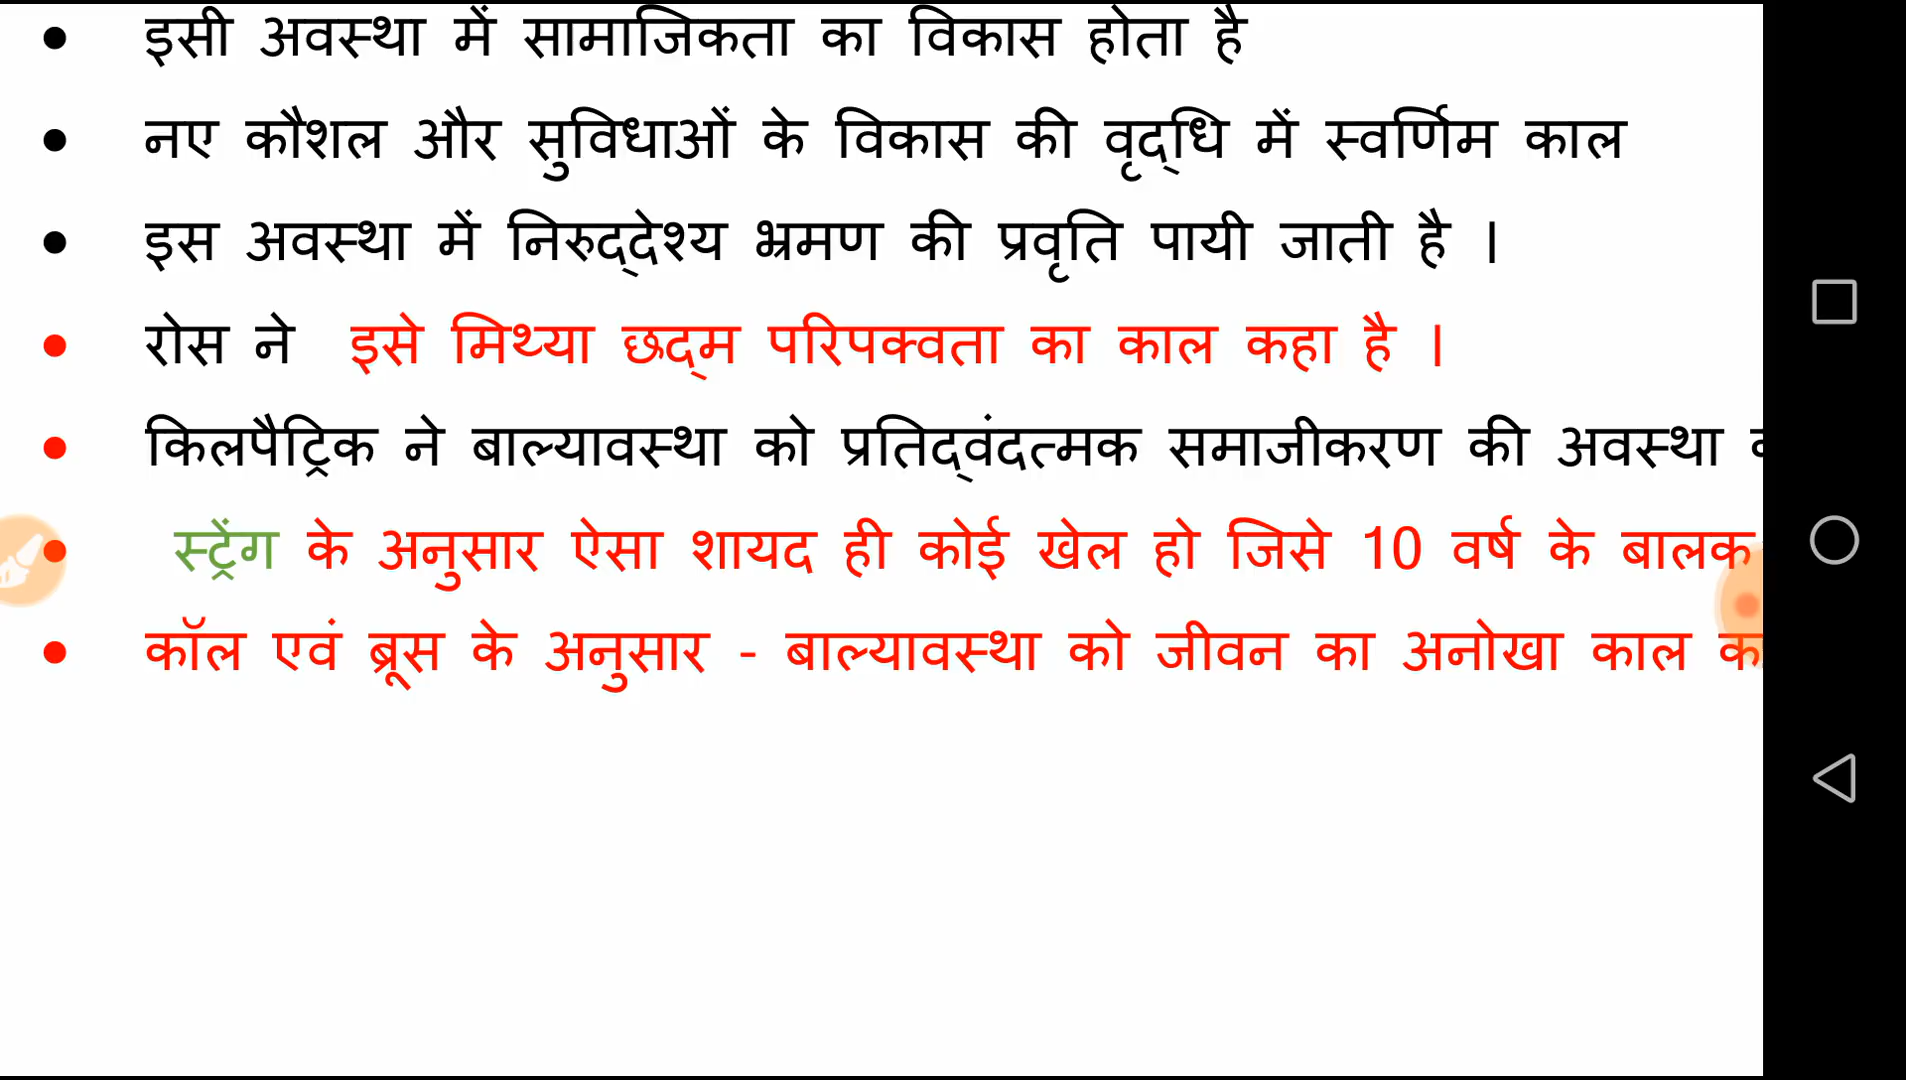 • इसी अवस्था में सामाजिकता का विकास होता है
• नए कौशल और सुविधाओं के विकास की वृद्धि में स्वर्णिम काल
• इस अवस्था में निरुद्देश्य भ्रमण की प्रवृति पायी जाती है ।
• रोस ने इसे मिथ्या छद्म परिपक्वता का काल कहा है ।
• किलपैट्रिक ने बाल्यावस्था को प्रतिद्वंदत्मक समाजीकरण की अवस्था
• स्ट्रेंग के अनुसार ऐसा शायद ही कोई खेल हो जिसे 10 वर्ष के बालक
• कॉल एवं ब्रूस के अनुसार - बाल्यावस्था को जीवन का अनोखा काल